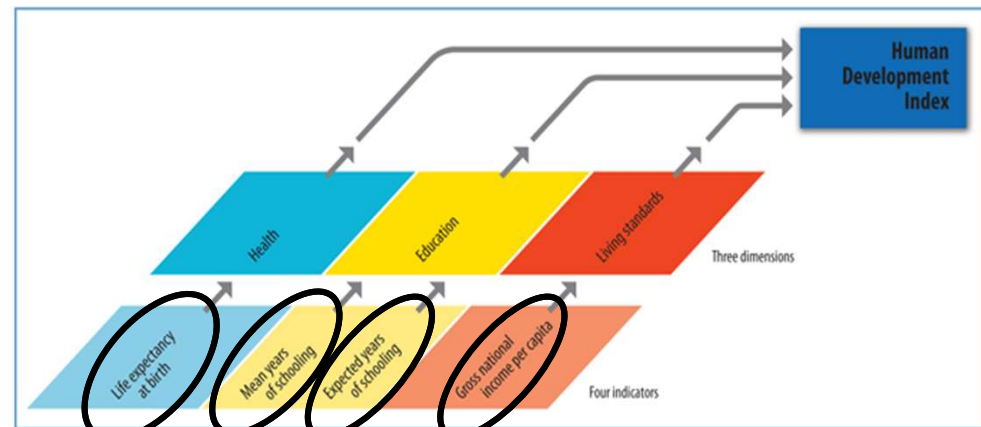 Human
Development
Index
Health
Education
Living standards
Three dimensions
Life expectancy
at birth
Mean years
of schooling
Expected years
of schooling
Gross national
income per capita
Four indicators